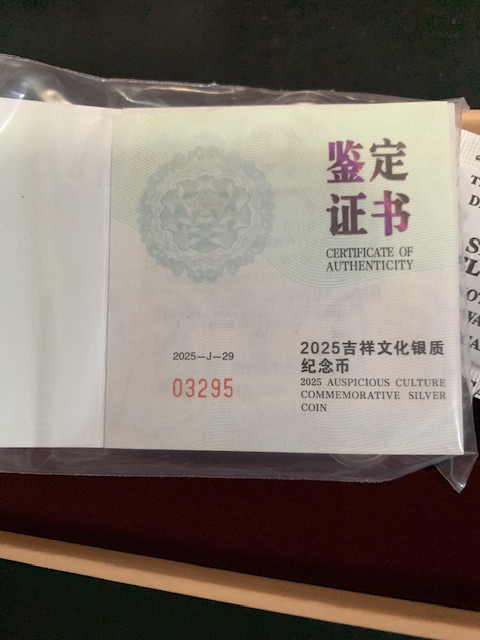 鉴定
证书
CERTIFICATE OF
AUTHENTICITY
2025—J—29
03295
2025吉祥文化银质
纪念币
2025 AUSPICIOUS CULTURE
COMMEMORATIVE SILVER
COIN